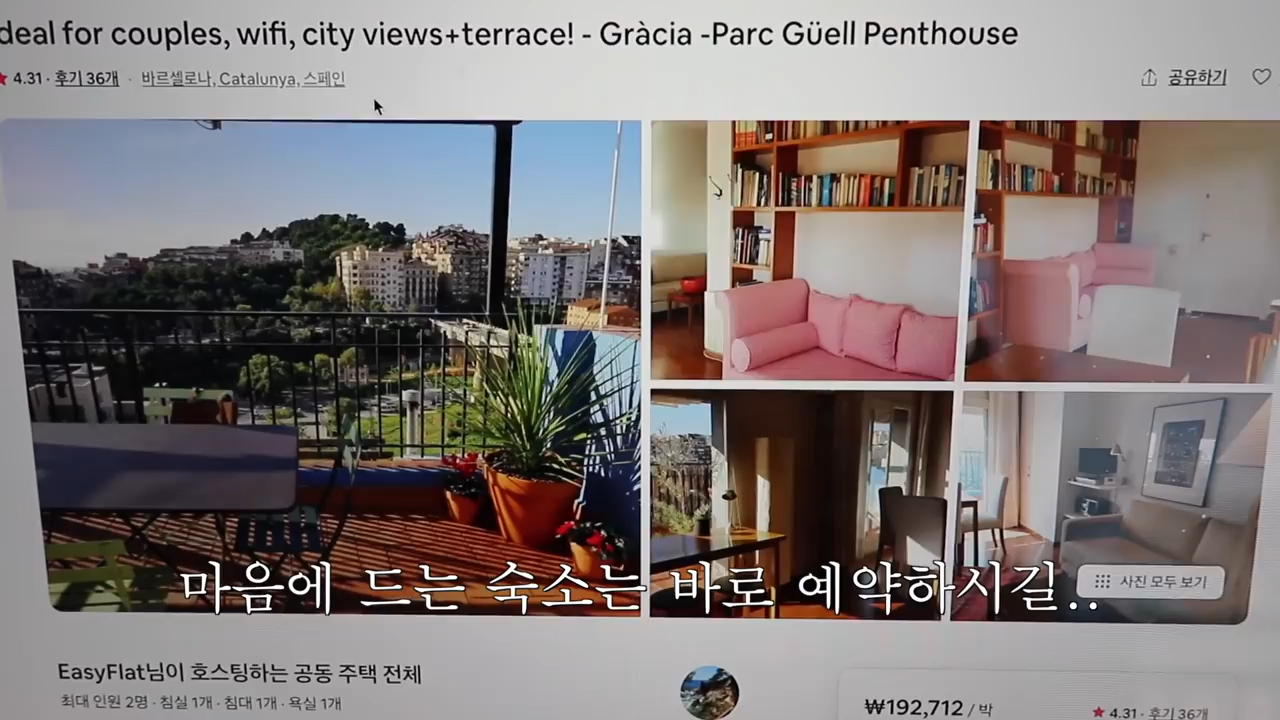 deal for couples, wifi, city views+terrace! - Gràcia -Parc Güell Penthouse
4.31 · 후기 36개 · 바르셀로나, Catalunya, 스페인
공유하기
마음에 드는 숙소는 바로 예약하시길..
사진 모두 보기
EasyFlat님이 호스팅하는 공동 주택 전체
최대 인원 2명 · 침실 1개 · 침대 1개 · 욕실 1개
₩192,712 / 박
4.31 · 후기 36개